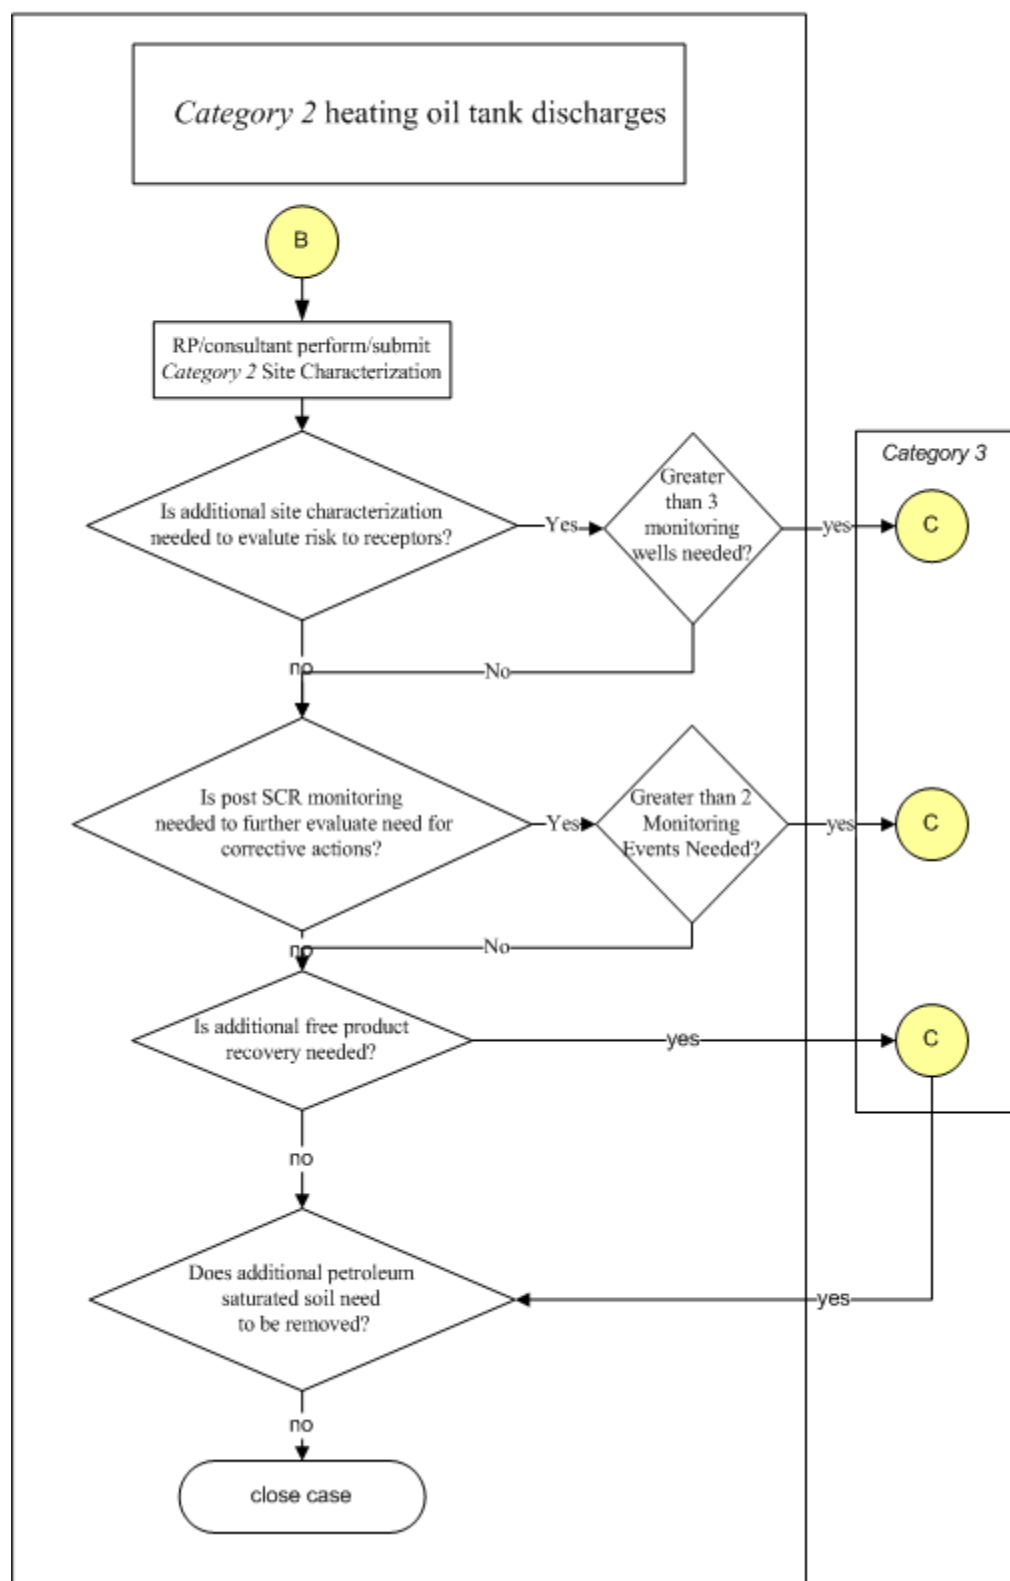 Category 2 heating oil tank discharges
B
RP/consultant perform/submit
Category 2 Site Characterization
Is additional site characterization
needed to evalute risk to receptors?
Yes
Greater
than 3
monitoring
wells needed?
yes
Category 3
C
no
No
Is post SCR monitoring
needed to further evaluate need for
corrective actions?
Yes
Greater than 2
Monitoring
Events Needed?
yes
C
no
No
Is additional free product
recovery needed?
yes
C
no
Does additional petroleum
saturated soil need
to be removed?
yes
no
close case